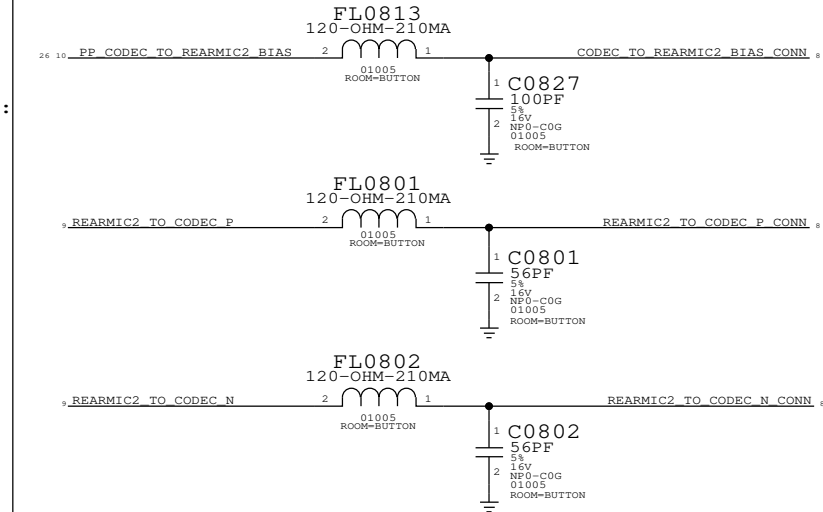 :
FL0813
120-OHM-210MA
26 10 PP_CODEC_TO_REARMIC2_BIAS 2 1 CODEC_TO_REARMIC2_BIAS_CONN 8
01005
ROOM=BUTTON
1 C0827
100PF
5%
16V
2 NP0-C0G
01005
ROOM=BUTTON
FL0801
120-OHM-210MA
9 REARMIC2_TO_CODEC_P 2 1 REARMIC2_TO_CODEC_P_CONN 8
01005
ROOM=BUTTON
1 C0801
56PF
5%
16V
2 NP0-C0G
01005
ROOM=BUTTON
FL0802
120-OHM-210MA
9 REARMIC2_TO_CODEC_N 2 1 REARMIC2_TO_CODEC_N_CONN 8
01005
ROOM=BUTTON
1 C0802
56PF
5%
16V
2 NP0-C0G
01005
ROOM=BUTTON